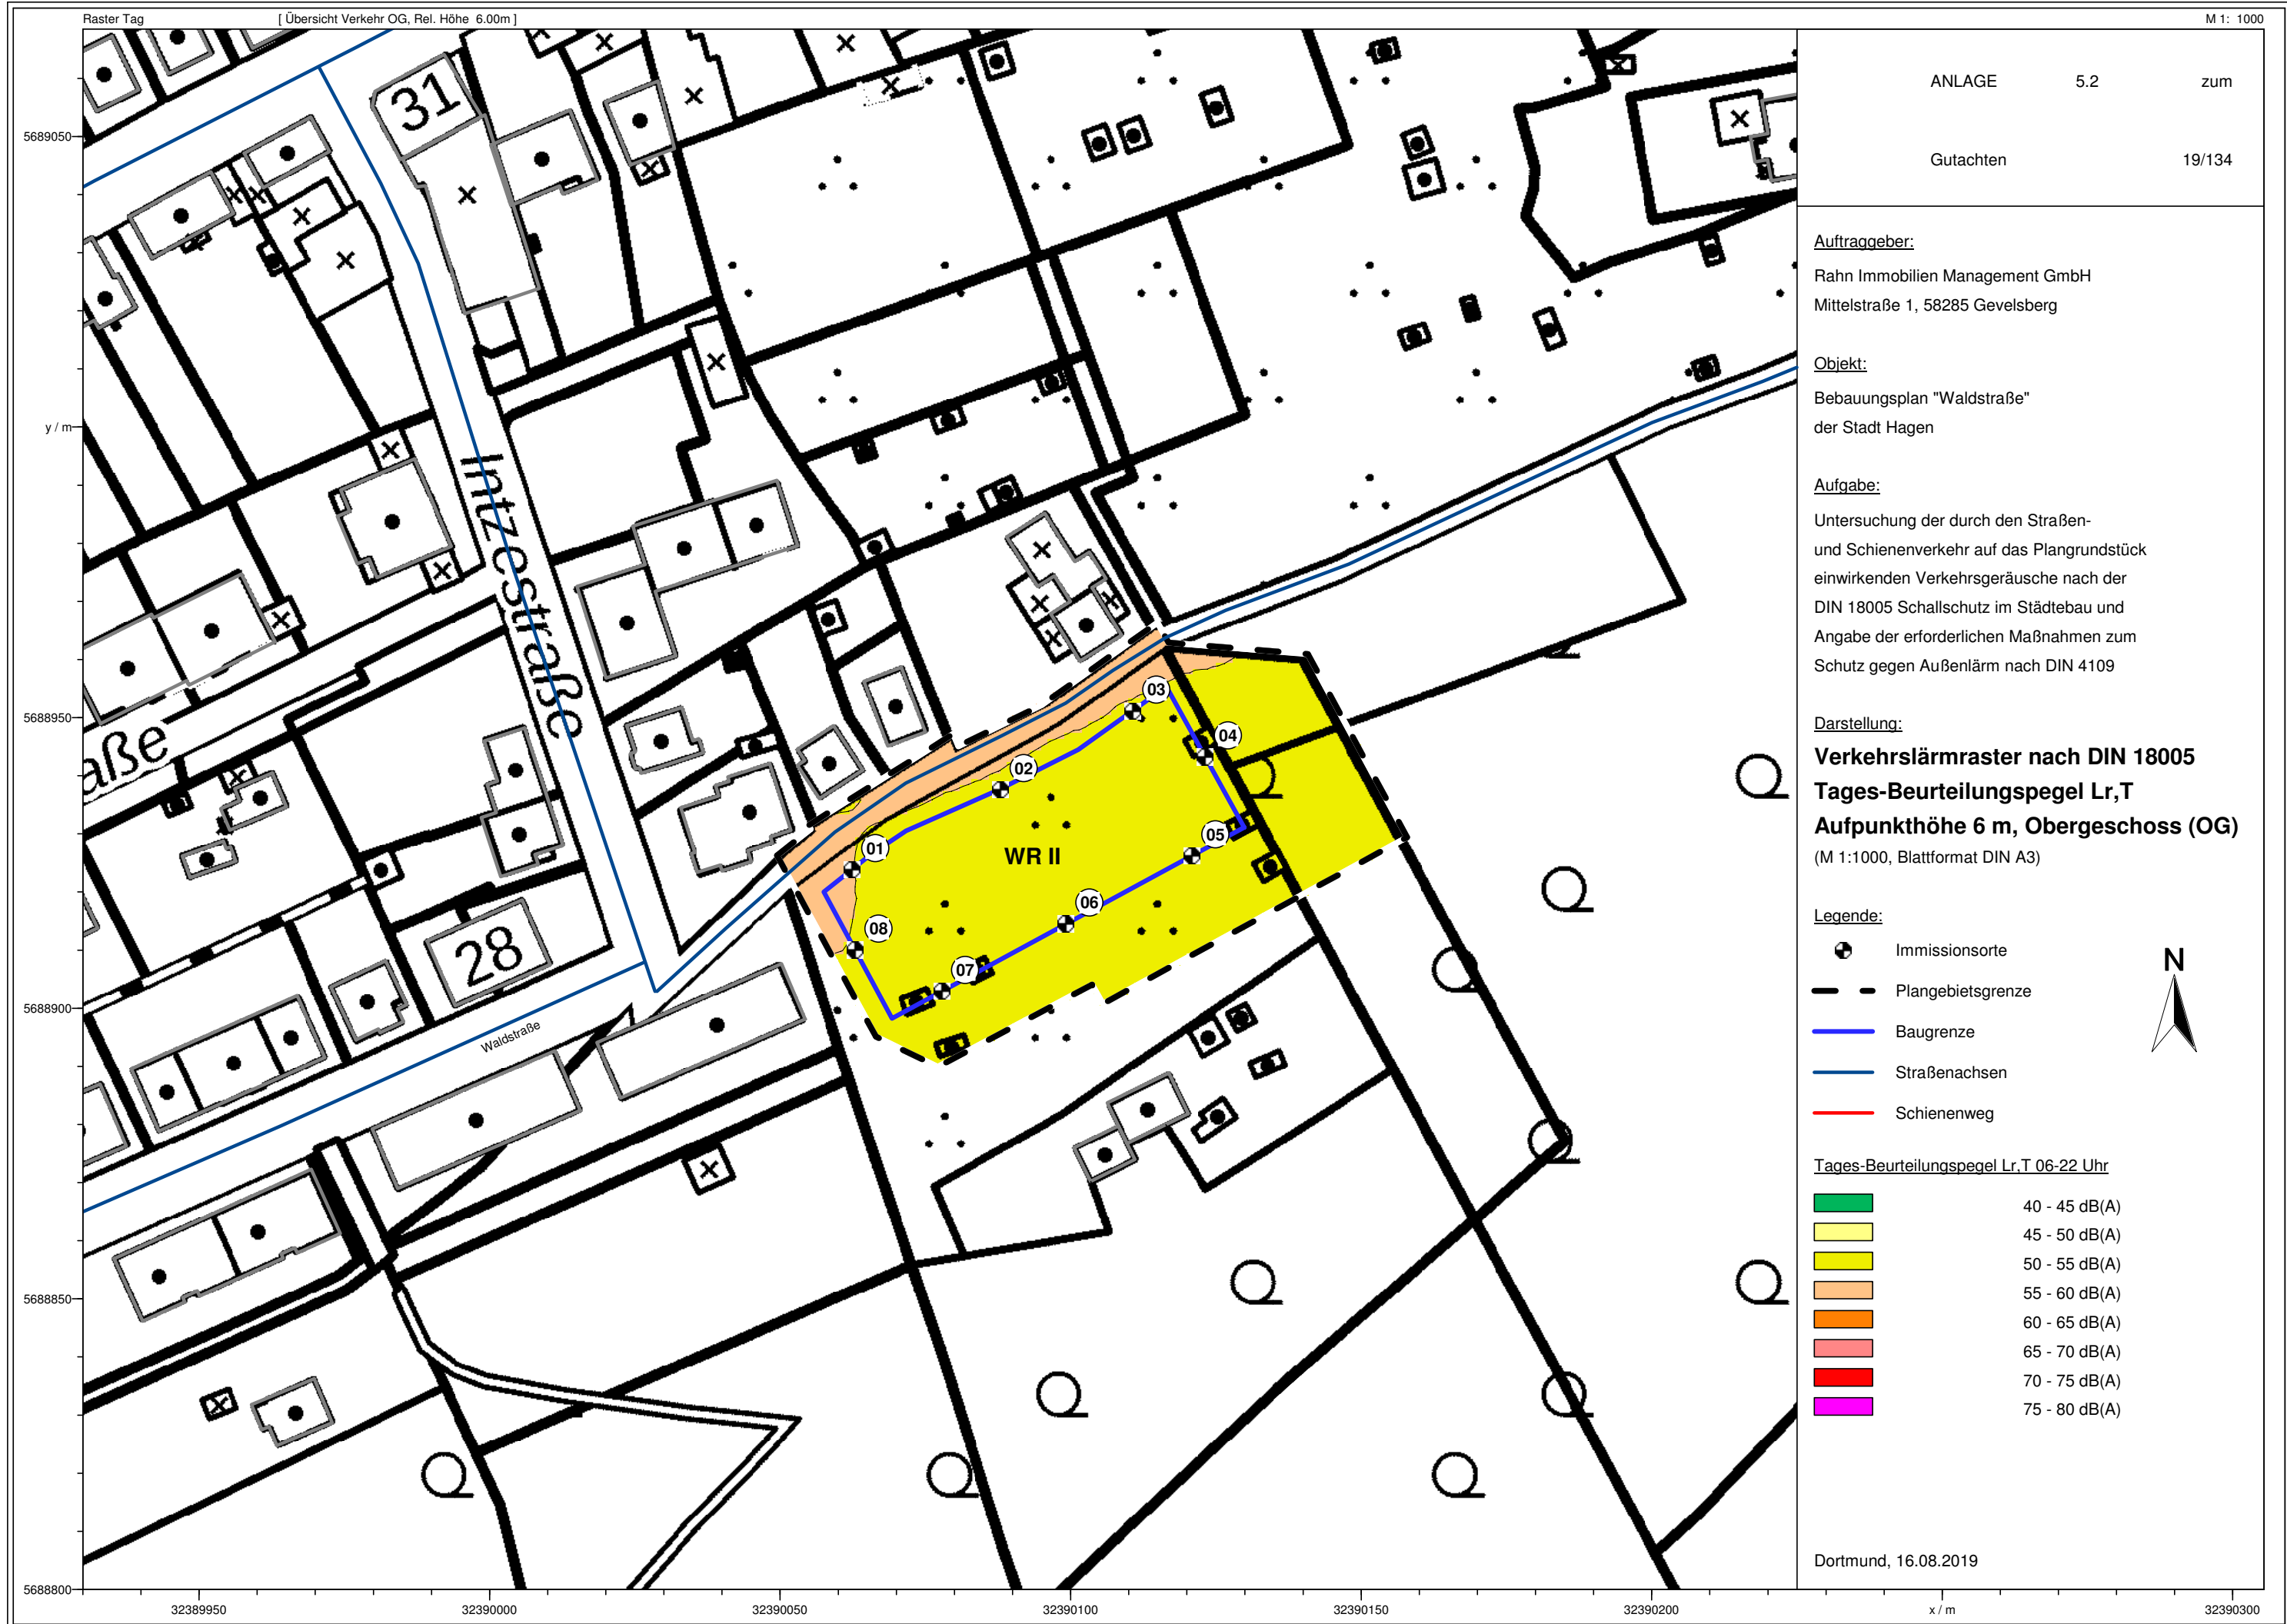 Raster Tag [ Übersicht Verkehr OG, Rel. Höhe 6.00m ] M 1: 1000
ANLAGE 5.2 zum
Gutachten 19/134
Auftraggeber:
Rahn Immobilien Management GmbH
Mittelstraße 1, 58285 Gevelsberg
Objekt:
Bebauungsplan "Waldstraße"
der Stadt Hagen
Aufgabe:
Untersuchung der durch den Straßen-
und Schienenverkehr auf das Plangrundstück
einwirkenden Verkehrsgeräusche nach der
DIN 18005 Schallschutz im Städtebau und
Angabe der erforderlichen Maßnahmen zum
Schutz gegen Außenlärm nach DIN 4109
Darstellung:
Verkehrslärmraster nach DIN 18005
Tages-Beurteilungspegel Lr,T
Aufpunkthöhe 6 m, Obergeschoss (OG)
(M 1:1000, Blattformat DIN A3)
Legende:
Immissionsorte
Plangebietsgrenze
Baugrenze
Straßenachsen
Schienenweg
N
Tages-Beurteilungspegel Lr,T 06-22 Uhr
40 - 45 dB(A)
45 - 50 dB(A)
50 - 55 dB(A)
55 - 60 dB(A)
60 - 65 dB(A)
65 - 70 dB(A)
70 - 75 dB(A)
75 - 80 dB(A)
Dortmund, 16.08.2019
31
Intzestraße
aße
28
Waldstraße
03
04
02
01
05
WR II
06
08
07
5689050
y / m
5688950
5688900
5688850
5688800
32389950 32390000 32390050 32390100 32390150 32390200 x / m 32390300